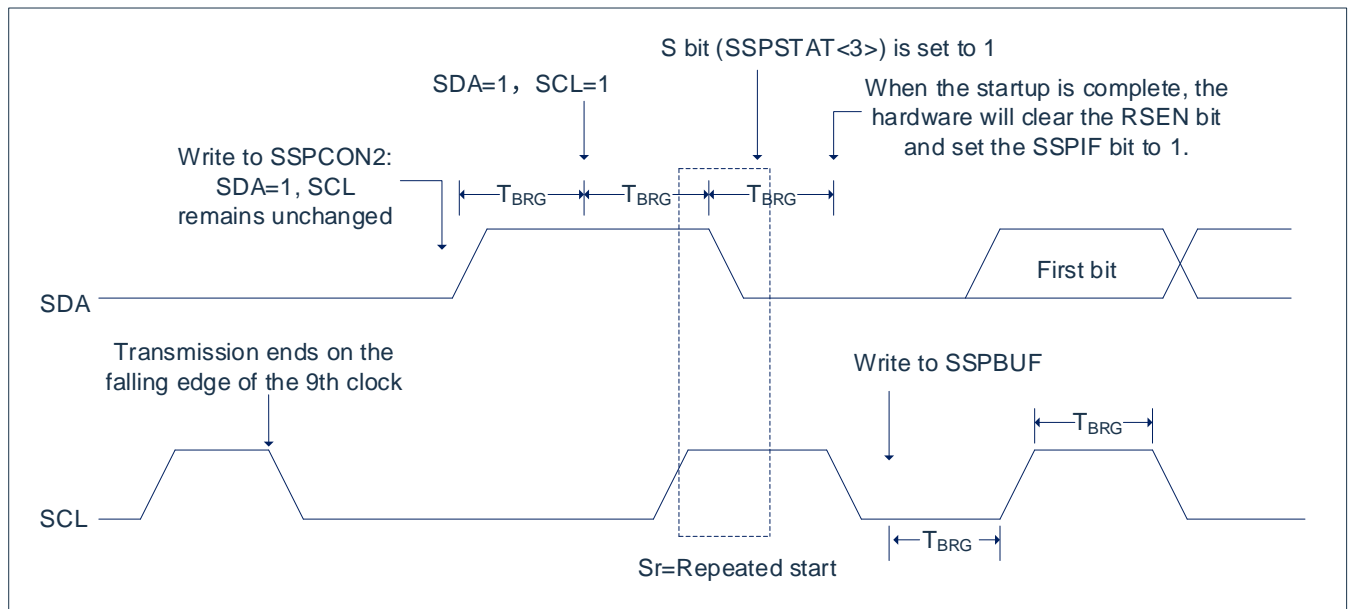 S bit (SSPSTAT<3>) is set to 1
SDA=1，SCL=1
When the startup is complete, the
hardware will clear the RSEN bit
and set the SSPIF bit to 1.
Write to SSPCON2:
SDA=1, SCL
remains unchanged
TBRG
TBRG
TBRG
First bit
SDA
Transmission ends on the
falling edge of the 9th clock
Write to SSPBUF
TBRG
SCL
TBRG
Sr=Repeated start